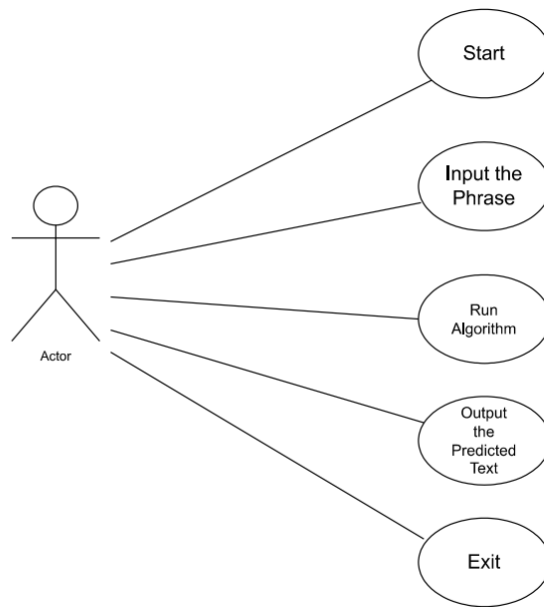 Start
Input the
Phrase
Run
Algorithm
Actor
Output
the
Predicted
Text
Exit